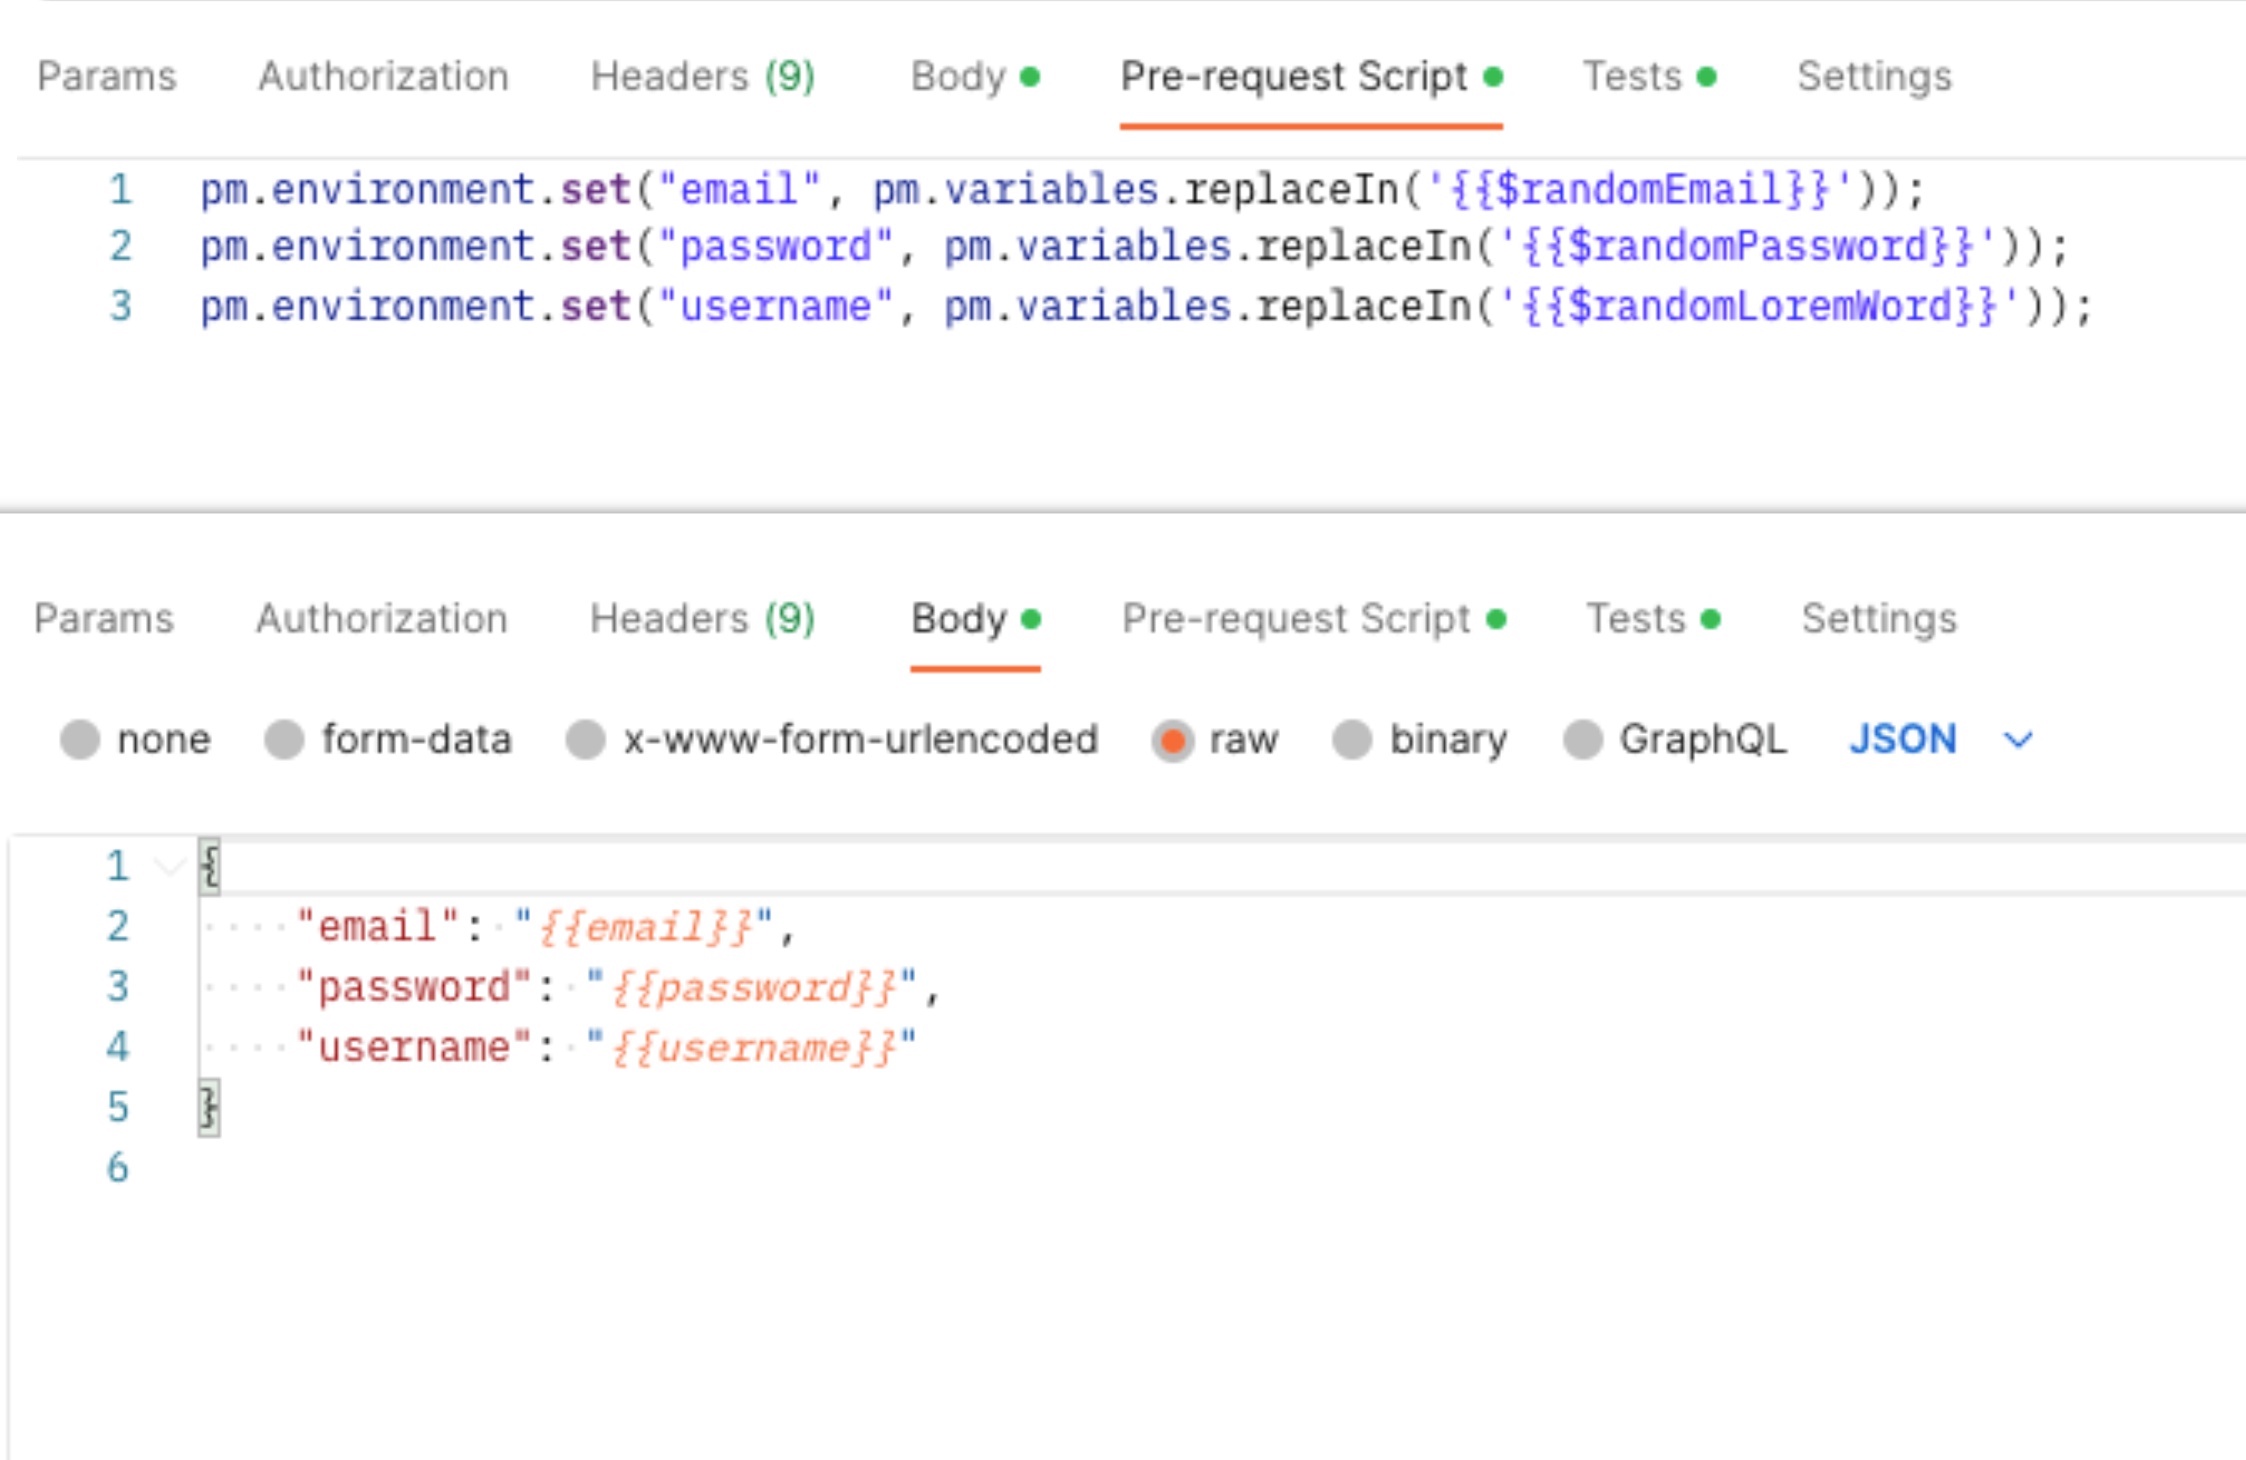 Params Authorization Headers (9) Body Pre-request Script Tests Settings
1 pm.environment.set("email", pm.variables.replaceIn('{{$randomEmail}}'));
2 pm.environment.set("password", pm.variables.replaceIn('{{$randomPassword}}'));
3 pm.environment.set("username", pm.variables.replaceIn('{{$randomLoremWord}}'));
Params Authorization Headers (9) Body Pre-request Script Tests Settings
none form-data x-www-form-urlencoded raw binary GraphQL JSON
1 {
2 "email": "{{email}}",
3 "password": "{{password}}",
4 "username": "{{username}}"
5 }
6